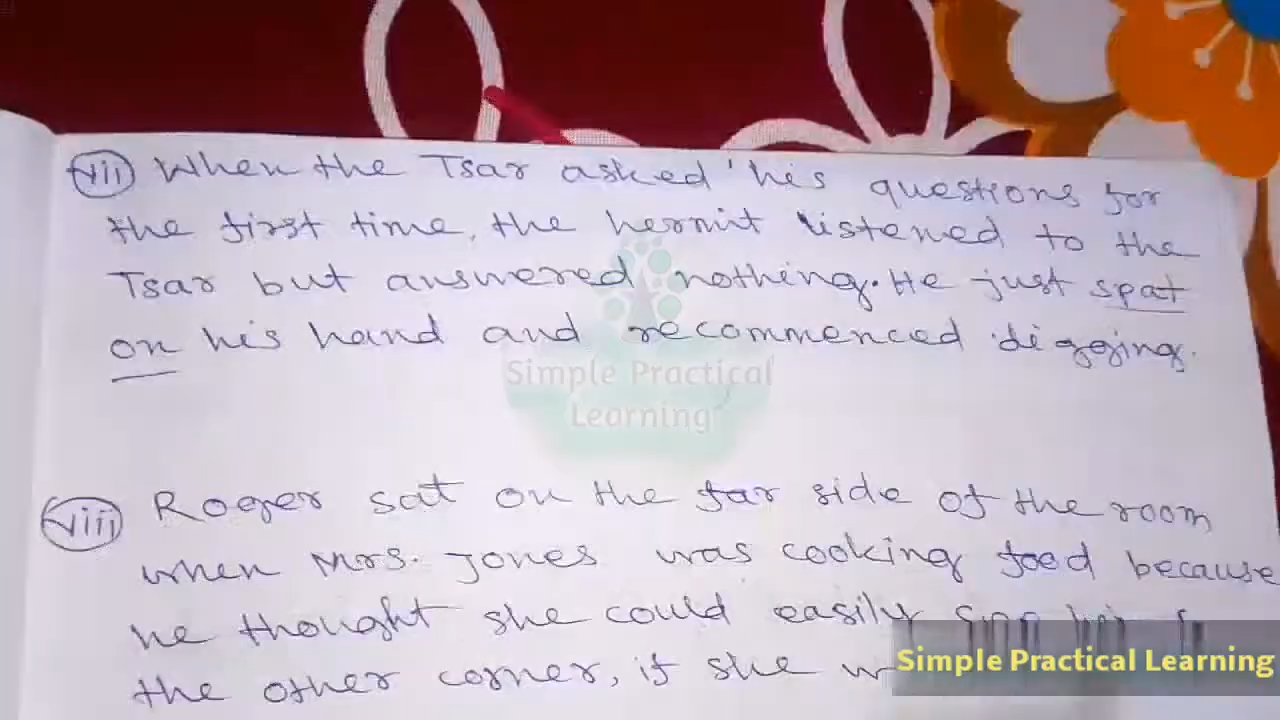 vii When the Tsar asked his questions for
the first time, the hermit listened to the
Tsar but answered nothing. He just spat
on his hand and recommenced digging.
Simple Practical
Learning
viii Roger sat on the far side of the room
when Mrs. Jones was cooking food because
he thought she could easily
the other corner, if she
Simple Practical Learning